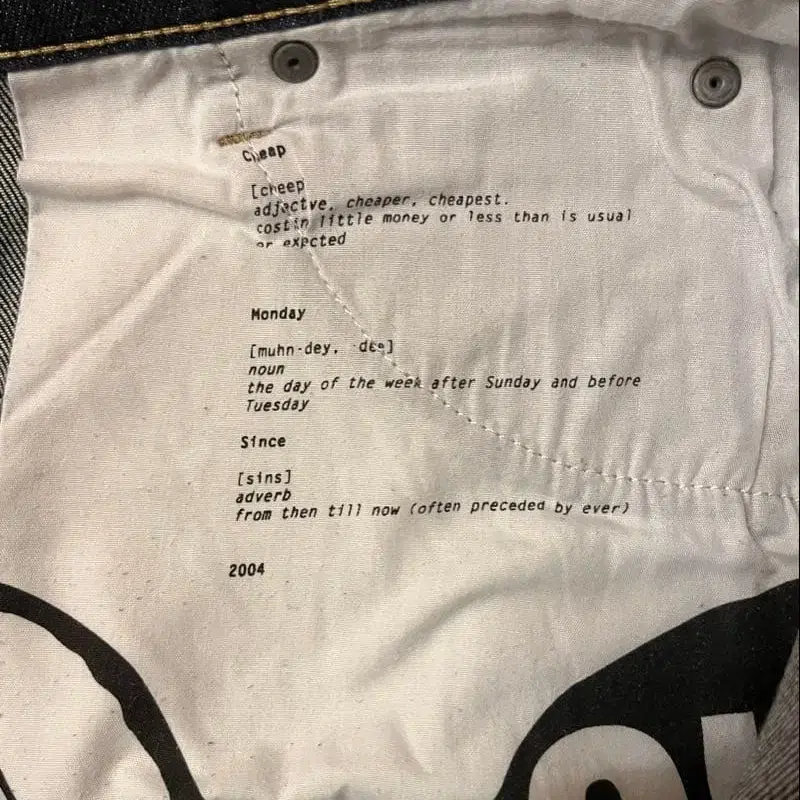 Cheap
[cheep
adjectve, cheaper, cheapest.
costin little money or less than is usual
or expcted
Monday
[muhn-dey, -dee]
noun
the day of the week after Sunday and before
Tuesday
Since
[sins]
adverb
from then till now (often preceded by ever)
2004